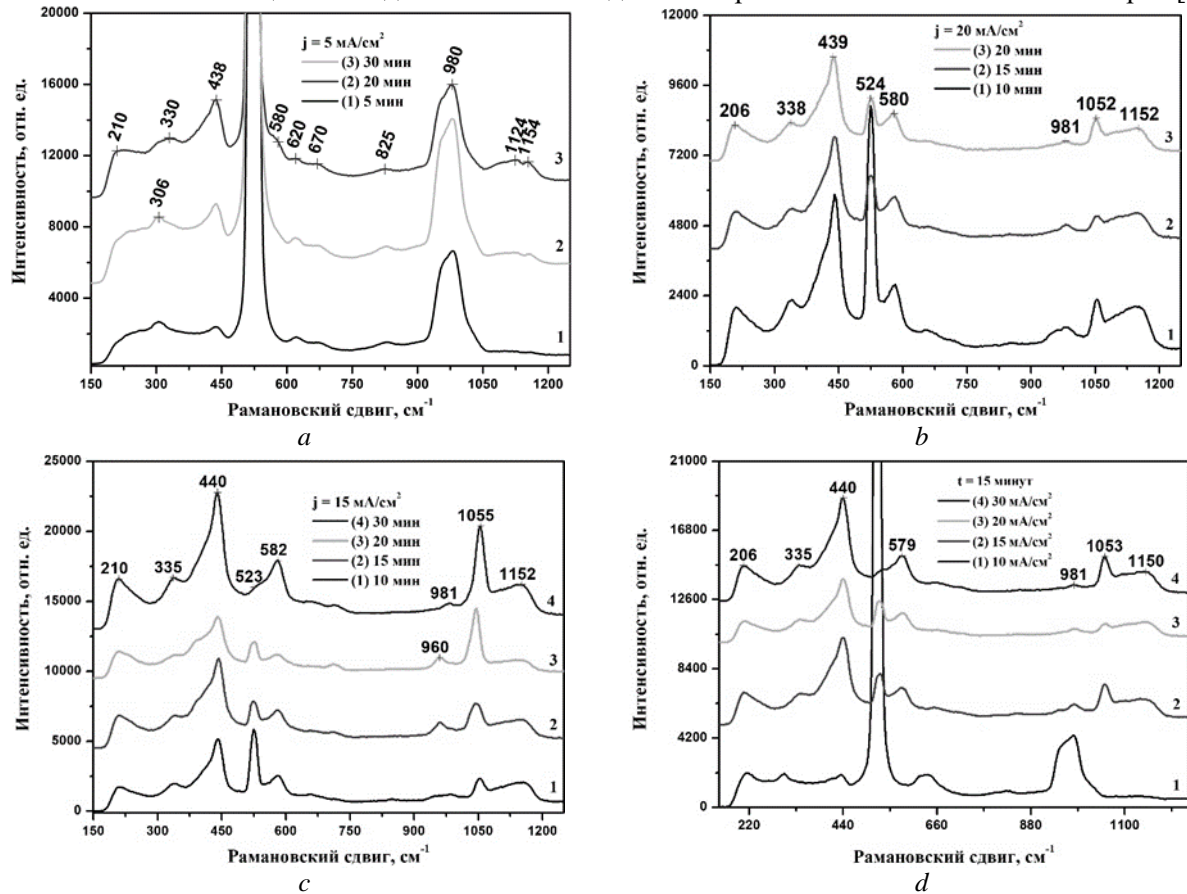 20000
16000
12000
8000
4000
Интенсивность, отн. ед.
j = 5 мА/см²
(3) 30 мин
(2) 20 мин
(1) 5 мин
210
330
438
306
580
620
670
825
980
1124
1154
3
2
1
150 300 450 600 750 900 1050 1200
Рамановский сдвиг, см⁻¹
a
12000
9600
7200
4800
2400
0
Интенсивность, отн. ед.
j = 20 мА/см²
(3) 20 мин
(2) 15 мин
(1) 10 мин
206
338
439
524
580
981
1052
1152
3
2
1
150 300 450 600 750 900 1050 1200
Рамановский сдвиг, см⁻¹
b
25000
20000
15000
10000
5000
0
Интенсивность, отн. ед.
j = 15 мА/см²
(4) 30 мин
(3) 20 мин
(2) 15 мин
(1) 10 мин
210
335
440
523
582
981
960
1055
1152
4
3
2
1
150 300 450 600 750 900 1050 1200
Рамановский сдвиг, см⁻¹
c
21000
16800
12600
8400
4200
0
Интенсивность, отн. ед.
t = 15 минут
(4) 30 мА/см²
(3) 20 мА/см²
(2) 15 мА/см²
(1) 10 мА/см²
206
335
440
579
981
1053
1150
4
3
2
1
220 440 660 880 1100
Рамановский сдвиг, см⁻¹
d